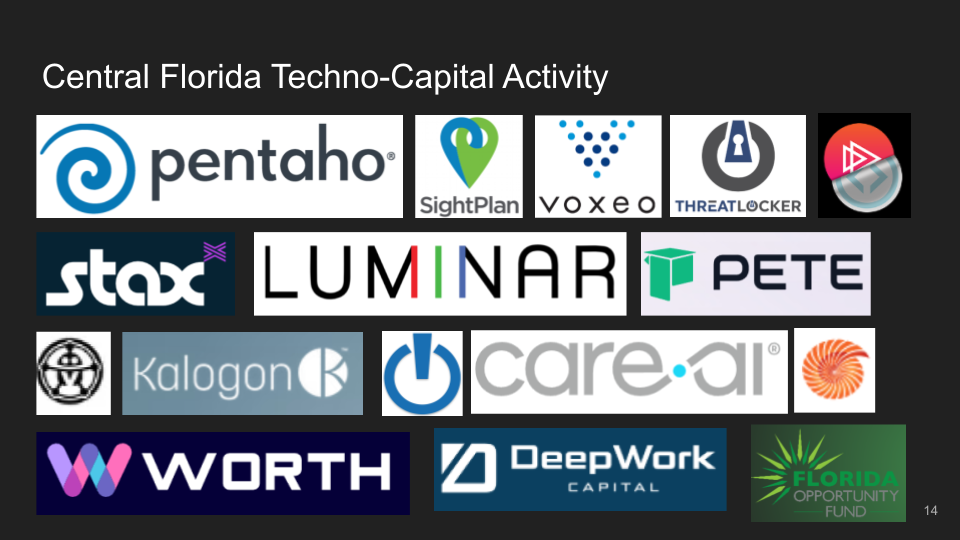 Central Florida Techno-Capital Activity
pentaho®
SightPlan
VOXEO
THREATLOCKER
stax
LUMINAR
PETE
Kalogon™
care.ai®
WORTH
DeepWork
CAPITAL
FLORIDA
OPPORTUNITY
FUND
14